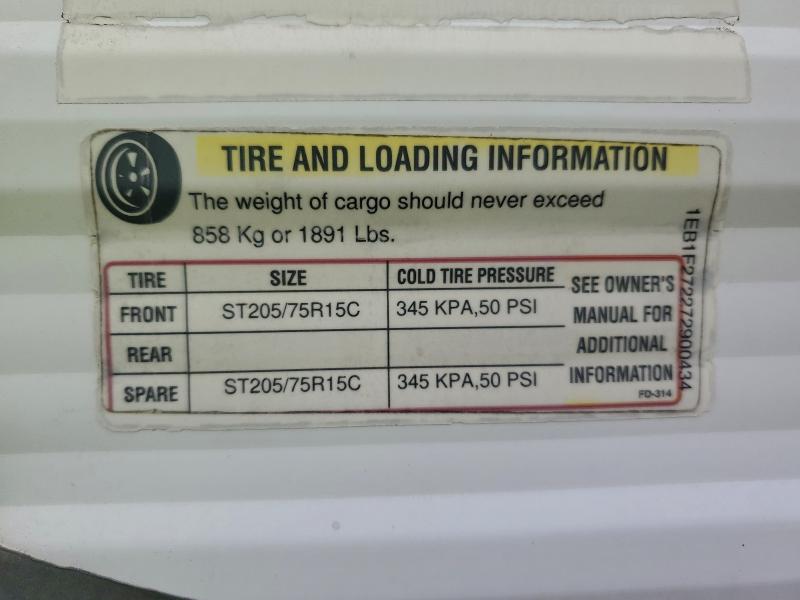 TIRE AND LOADING INFORMATION
The weight of cargo should never exceed
858 Kg or 1891 Lbs.
TIRE SIZE COLD TIRE PRESSURE
FRONT ST205/75R15C 345 KPA,50 PSI
REAR
SPARE ST205/75R15C 345 KPA,50 PSI
SEE OWNER'S
MANUAL FOR
ADDITIONAL
INFORMATION
FD-314
1EB1F272272900434